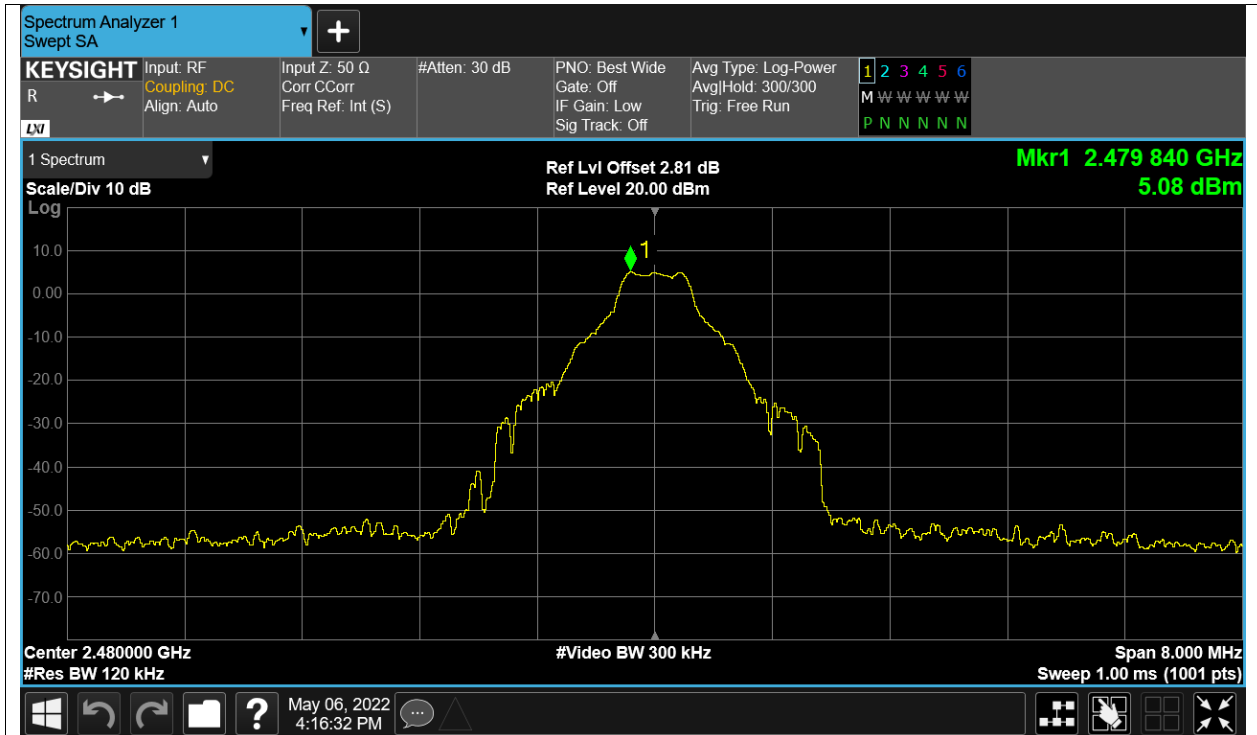 Spectrum Analyzer 1
Swept SA
+
KEYSIGHT
R
LXI
Input: RF
Coupling: DC
Align: Auto
Input Z: 50 Ω
Corr CCorr
Freq Ref: Int (S)
#Atten: 30 dB
PNO: Best Wide
Gate: Off
IF Gain: Low
Sig Track: Off
Avg Type: Log-Power
Avg|Hold: 300/300
Trig: Free Run
1 2 3 4 5 6
M W W W W W
P N N N N N
1 Spectrum
Scale/Div 10 dB
Log
Ref Lvl Offset 2.81 dB
Ref Level 20.00 dBm
Mkr1 2.479 840 GHz
5.08 dBm
1
10.0
0.00
-10.0
-20.0
-30.0
-40.0
-50.0
-60.0
-70.0
Center 2.480000 GHz
#Res BW 120 kHz
#Video BW 300 kHz
Span 8.000 MHz
Sweep 1.00 ms (1001 pts)
?
May 06, 2022
4:16:32 PM